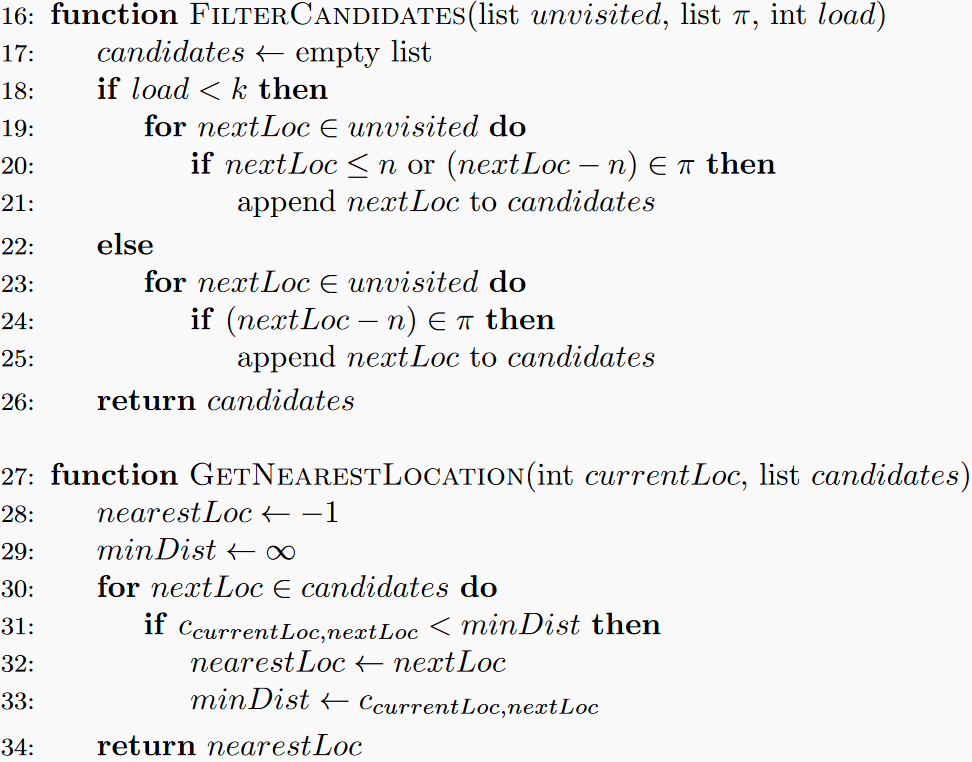 16: function FILTERCANDIDATES(list unvisited, list π, int load)
17: candidates ← empty list
18: if load < k then
19: for nextLoc ∈ unvisited do
20: if nextLoc ≤ n or (nextLoc − n) ∈ π then
21: append nextLoc to candidates
22: else
23: for nextLoc ∈ unvisited do
24: if (nextLoc − n) ∈ π then
25: append nextLoc to candidates
26: return candidates
27: function GETNEARESTLOCATION(int currentLoc, list candidates)
28: nearestLoc ← −1
29: minDist ← ∞
30: for nextLoc ∈ candidates do
31: if c_{currentLoc,nextLoc} < minDist then
32: nearestLoc ← nextLoc
33: minDist ← c_{currentLoc,nextLoc}
34: return nearestLoc